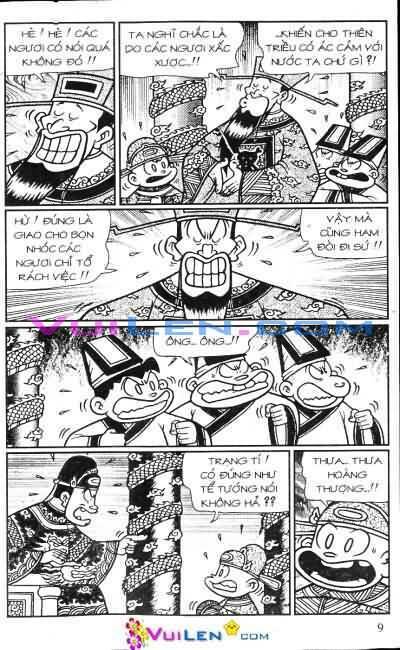 HÈ ! HÈ ! CÁC
NGƯƠI CÓ NÓI QUÁ
KHÔNG ĐÓ !!
TA NGHĨ CHẮC LÀ
DO CÁC NGƯƠI XẤC
XƯỢC...!!
...KHIẾN CHO THIÊN
TRIỀU CÓ ÁC CẢM VỚI
NƯỚC TA CHỨ GÌ ?!
HỪ ! ĐÚNG LÀ
GIAO CHO BỌN
NHÓC CÁC
NGƯƠI CHỈ TỔ
RÁCH VIỆC !!
VẬY MÀ
CŨNG HAM
ĐÒI ĐI SỨ !!
VUILEN.COM
ÔNG... ÔNG...!!
TRẠNG TÍ !
CÓ ĐÚNG NHƯ
TỂ TƯỚNG NÓI
KHÔNG HẢ ??
THƯA... THƯA
HOÀNG
THƯỢNG...!!
9
VUILEN COM